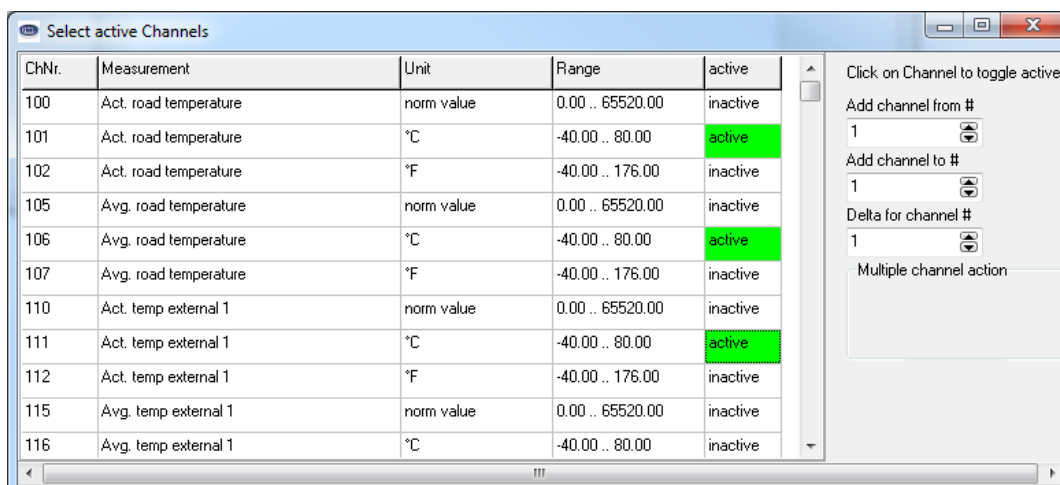 Select active Channels
ChNr. Measurement Unit Range active
100 Act. road temperature norm value 0.00 .. 65520.00 inactive
101 Act. road temperature °C -40.00 .. 80.00 active
102 Act. road temperature °F -40.00 .. 176.00 inactive
105 Avg. road temperature norm value 0.00 .. 65520.00 inactive
106 Avg. road temperature °C -40.00 .. 80.00 active
107 Avg. road temperature °F -40.00 .. 176.00 inactive
110 Act. temp external 1 norm value 0.00 .. 65520.00 inactive
111 Act. temp external 1 °C -40.00 .. 80.00 active
112 Act. temp external 1 °F -40.00 .. 176.00 inactive
115 Avg. temp external 1 norm value 0.00 .. 65520.00 inactive
116 Avg. temp external 1 °C -40.00 .. 80.00 inactive
Click on Channel to toggle active
Add channel from #
1
Add channel to #
1
Delta for channel #
1
Multiple channel action